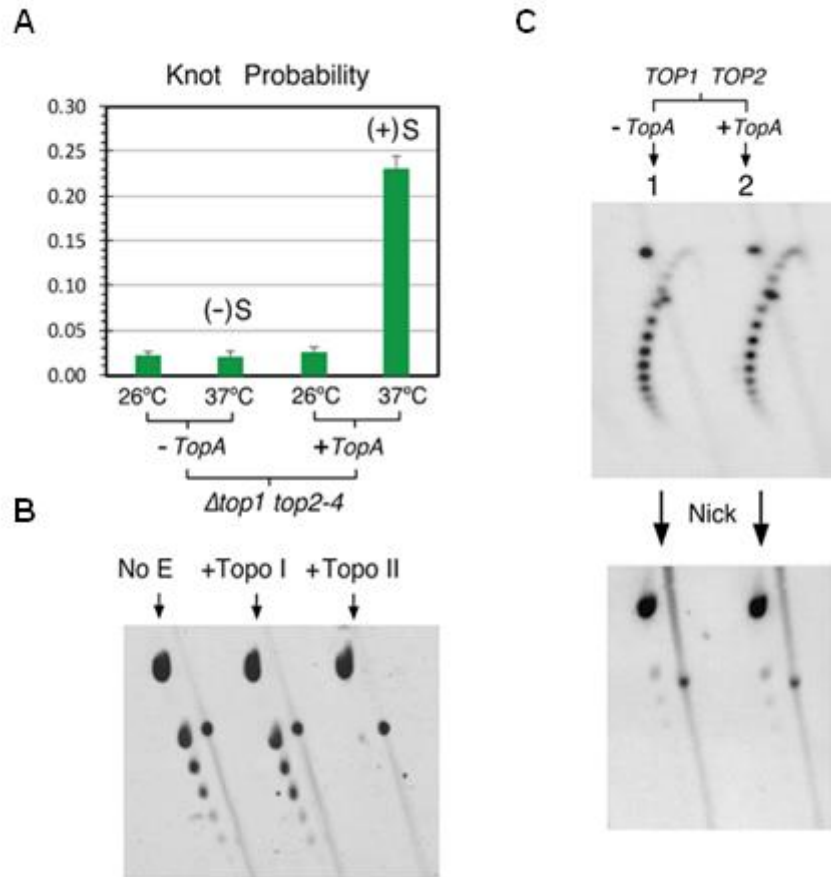 A
Knot Probability
0.30
0.25
0.20
0.15
0.10
0.05
0.00
(-)S
(+)S
26ºC 37ºC 26ºC 37ºC
- TopA + TopA
Δtop1 top2-4
B
No E +Topo I +Topo II
C
TOP1 TOP2
- TopA + TopA
1 2
Nick